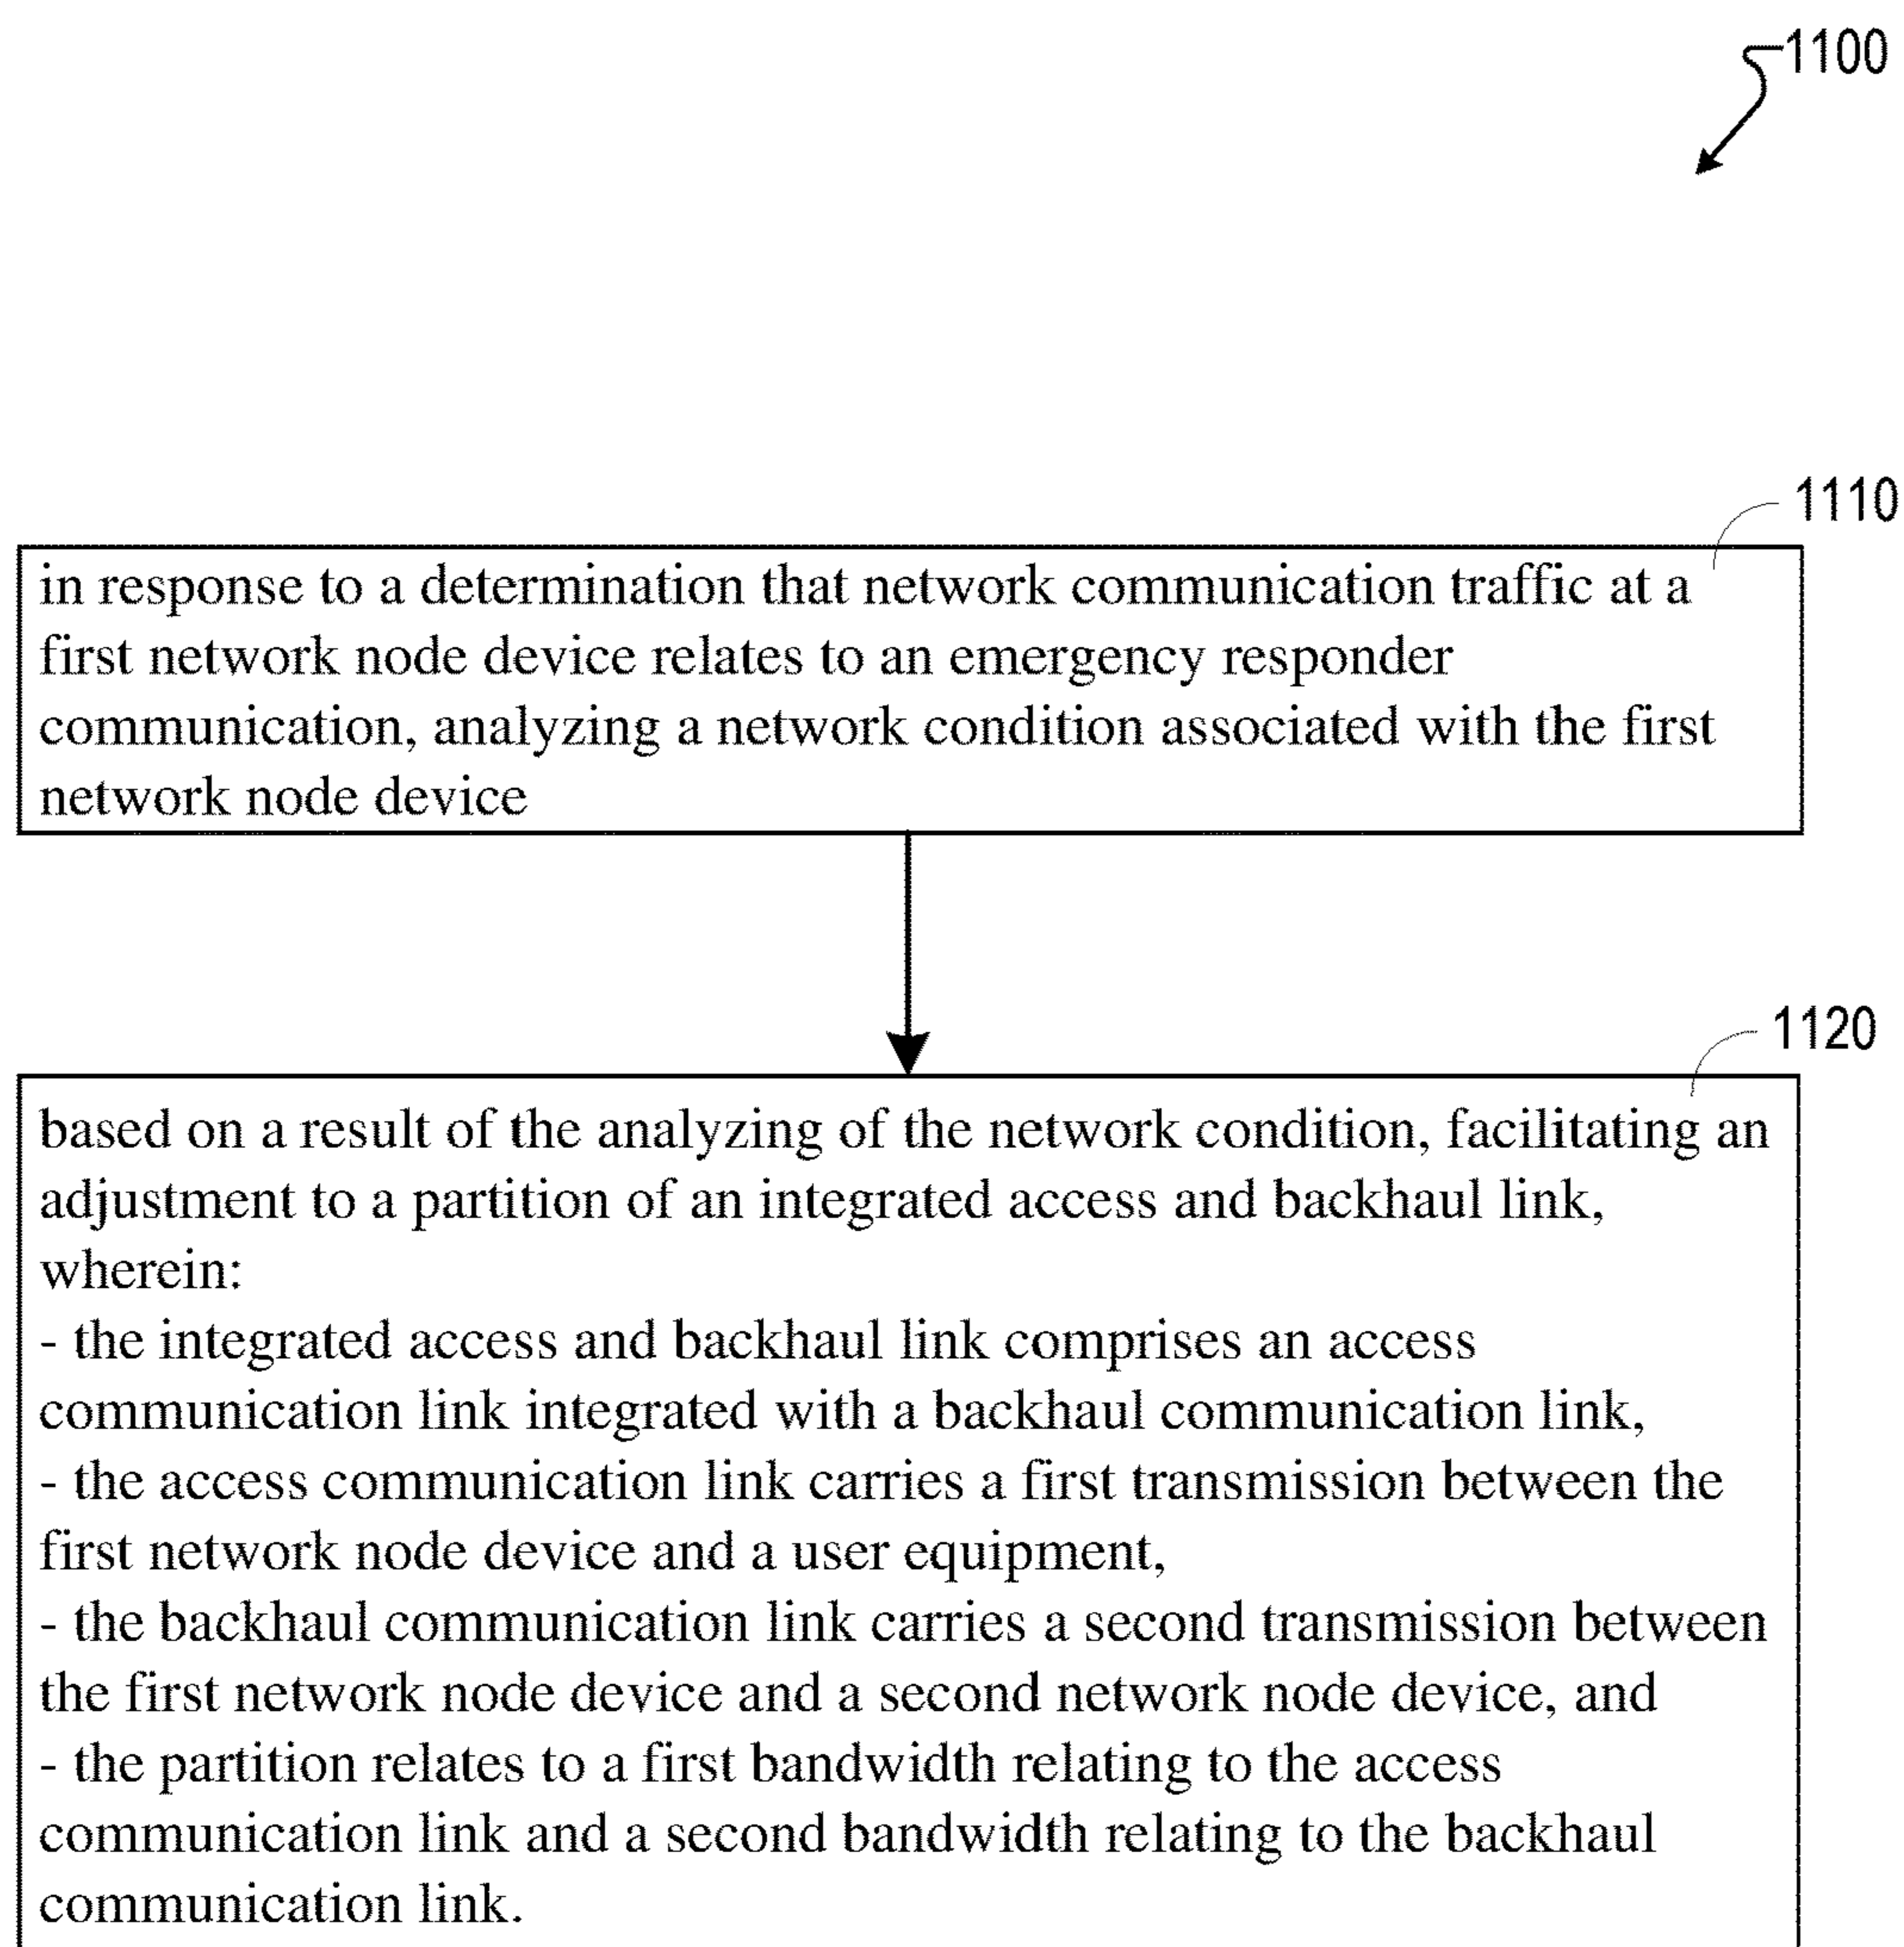 1100
1110
in response to a determination that network communication traffic at a
first network node device relates to an emergency responder
communication, analyzing a network condition associated with the first
network node device
1120
based on a result of the analyzing of the network condition, facilitating an
adjustment to a partition of an integrated access and backhaul link,
wherein:
- the integrated access and backhaul link comprises an access
communication link integrated with a backhaul communication link,
- the access communication link carries a first transmission between the
first network node device and a user equipment,
- the backhaul communication link carries a second transmission between
the first network node device and a second network node device, and
- the partition relates to a first bandwidth relating to the access
communication link and a second bandwidth relating to the backhaul
communication link.